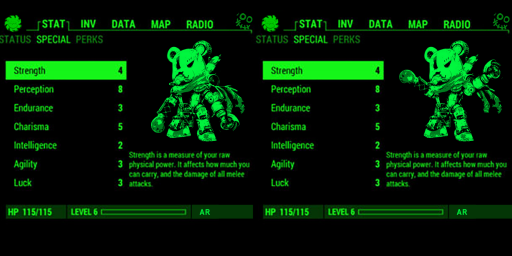 STAT INV DATA MAP RADIO
STATUS SPECIAL PERKS
Strength 4
Perception 8
Endurance 3
Charisma 5
Intelligence 2
Agility 3
Luck 3
Strength is a measure of your raw
physical power. It affects how much you
can carry, and the damage of all melee
attacks.
HP 115/115 LEVEL 6 AR
STAT INV DATA MAP RADIO
STATUS SPECIAL PERKS
Strength 4
Perception 8
Endurance 3
Charisma 5
Intelligence 2
Agility 3
Luck 3
Strength is a measure of your raw
physical power. It affects how much you
can carry, and the damage of all melee
attacks.
HP 115/115 LEVEL 6 AR